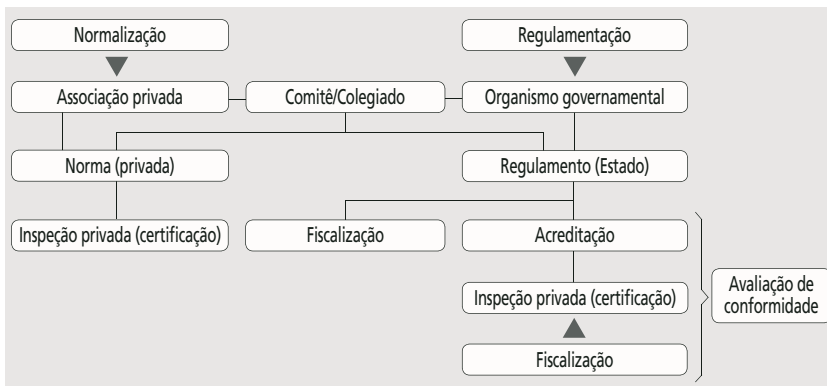 Normalização
Regulamentação
Associação privada
Comitê/Colegiado
Organismo governamental
Norma (privada)
Regulamento (Estado)
Inspeção privada (certificação)
Fiscalização
Acreditação
Inspeção privada (certificação)
Avaliação de
conformidade
Fiscalização